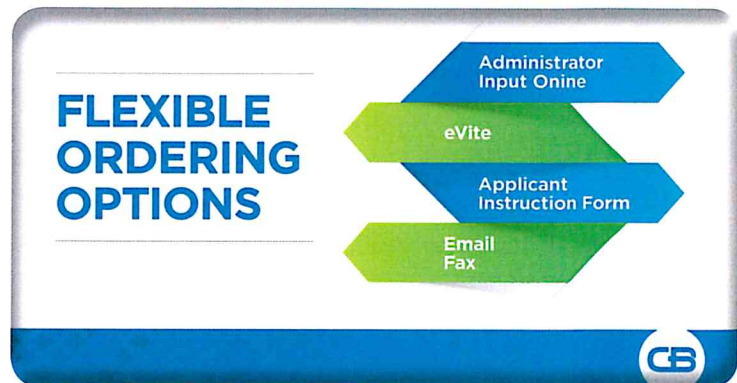 FLEXIBLE
ORDERING
OPTIONS
Administrator
Input Onine
eVite
Applicant
Instruction Form
Email
Fax
CB